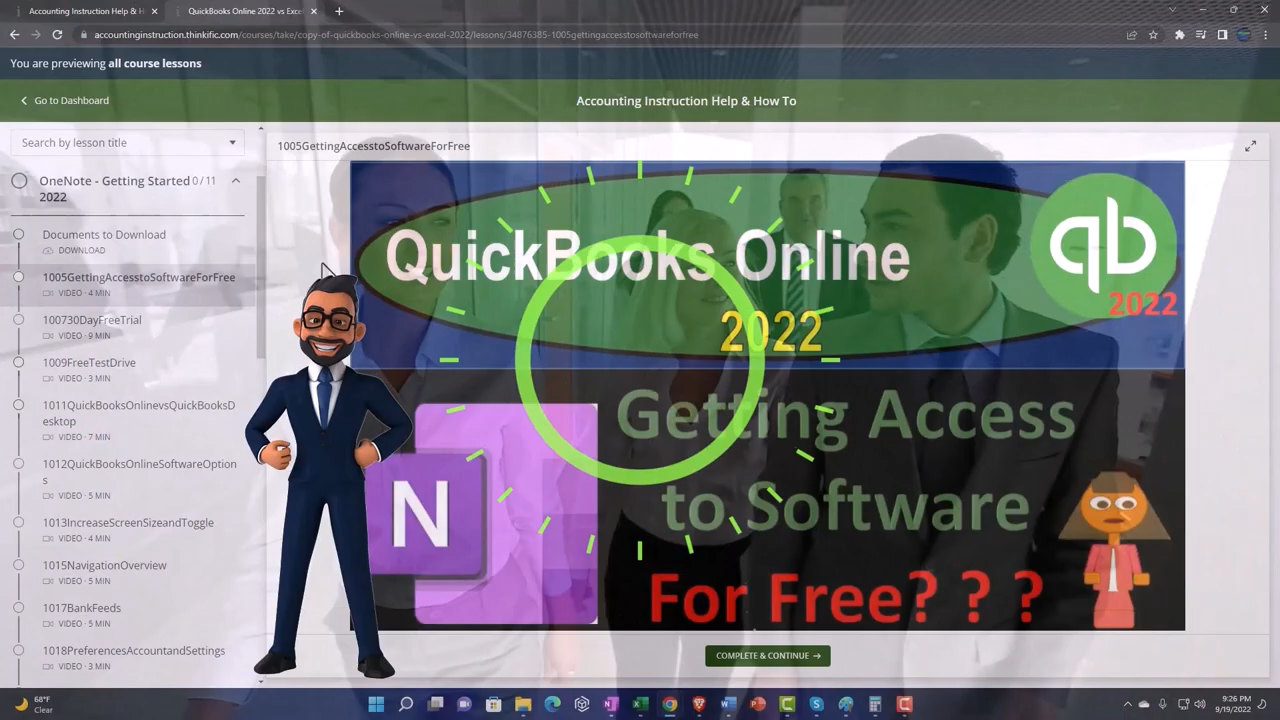 Accounting Instruction Help & H
QuickBooks Online 2022 vs Exce
accountinginstruction.thinkific.com/courses/take/copy-of-quickbooks-online-vs-excel-2022/lessons/34876385-1005gettingaccesstosoftwareforfree
You are previewing all course lessons
Go to Dashboard
Accounting Instruction Help & How To
Search by lesson title
OneNote - Getting Started 0/11
2022
Documents to Download
DOWNLOAD
1005GettingAccesstoSoftwareForFree
VIDEO · 4 MIN
100730DayFreeTrial
VIDEO · 9 MIN
1009FreeTestDrive
VIDEO · 3 MIN
1011QuickBooksOnlinevsQuickBooksD
esktop
VIDEO · 7 MIN
1012QuickBooksOnlineSoftwareOption
s
VIDEO · 5 MIN
1013IncreaseScreenSizeandToggle
VIDEO · 4 MIN
1015NavigationOverview
VIDEO · 5 MIN
1017BankFeeds
VIDEO · 5 MIN
1018PreferencesAccountandSettings
VIDEO · 3 MIN
1005GettingAccesstoSoftwareForFree
QuickBooks Online
2022
qb
2022
N
Getting Access
to Software
For Free? ? ?
COMPLETE & CONTINUE →
68°F
Clear
9:26 PM
9/19/2022